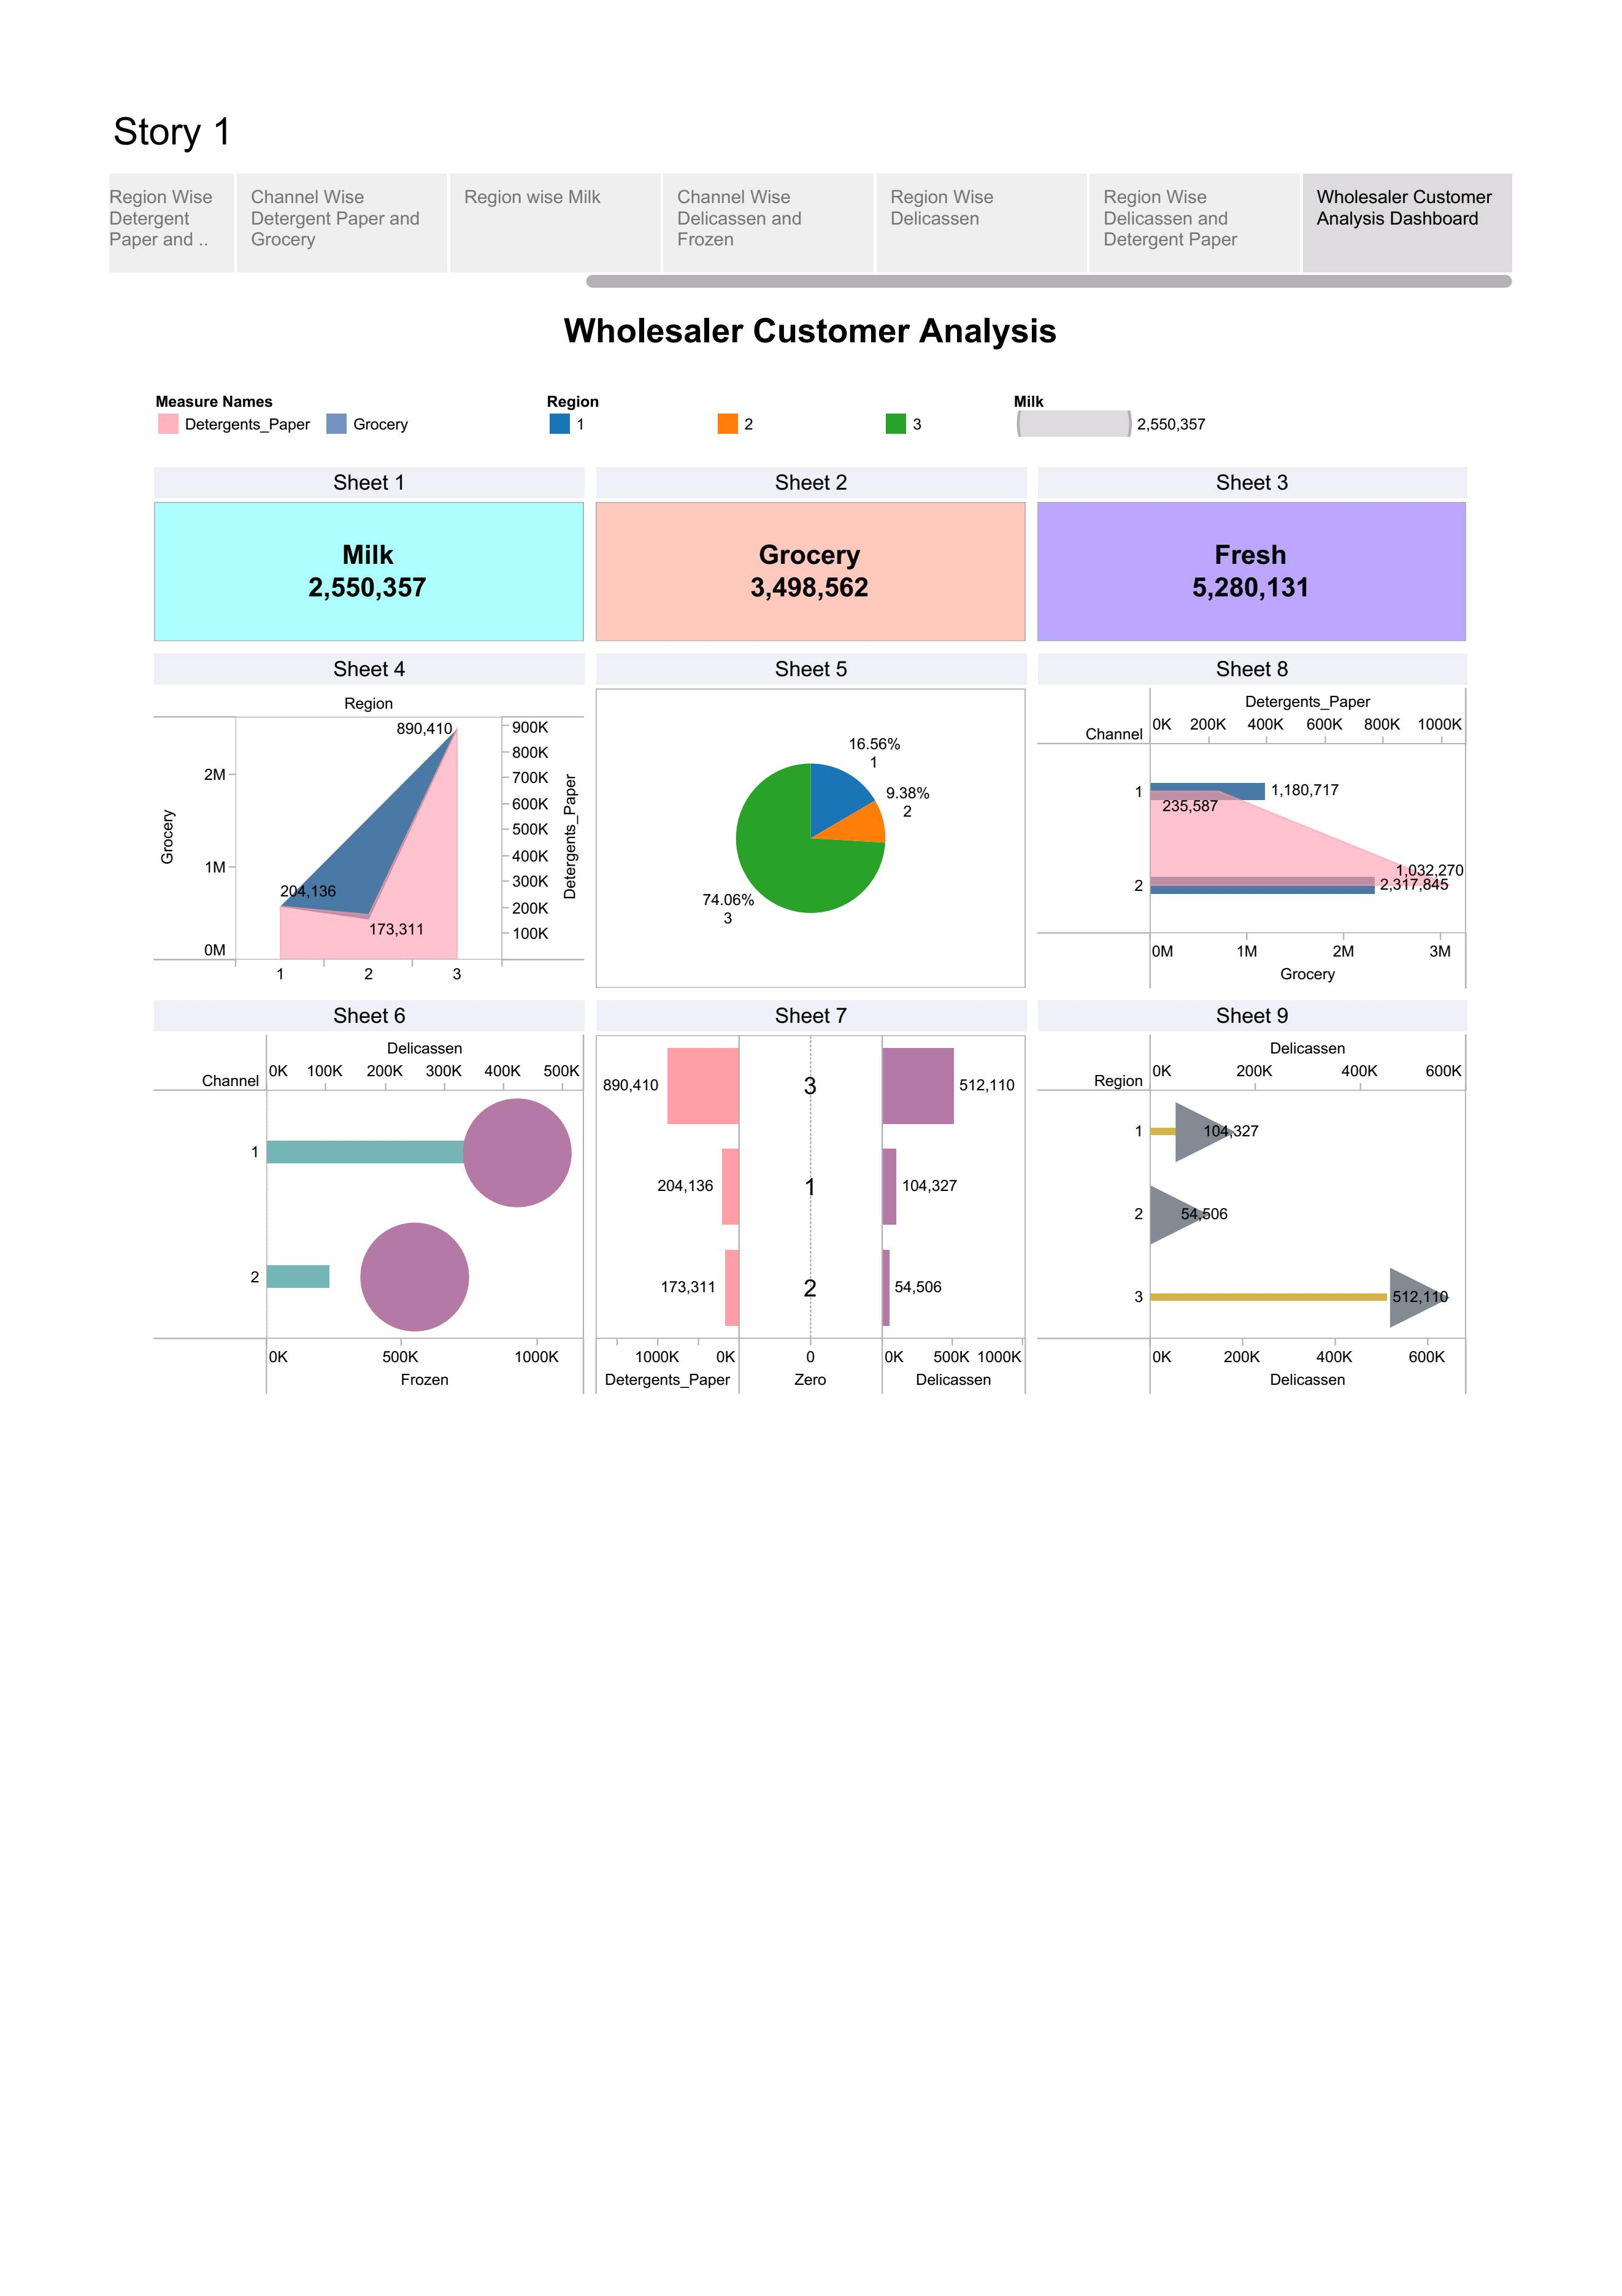 Story 1
Region Wise
Detergent
Paper and ..
Channel Wise
Detergent Paper and
Grocery
Region wise Milk
Channel Wise
Delicassen and
Frozen
Region Wise
Delicassen
Region Wise
Delicassen and
Detergent Paper
Wholesaler Customer
Analysis Dashboard
Wholesaler Customer Analysis
Measure Names
Detergents_Paper Grocery
Region
1 2 3
Milk
2,550,357
Sheet 1
Milk
2,550,357
Sheet 2
Grocery
3,498,562
Sheet 3
Fresh
5,280,131
Sheet 4
Region
Grocery
2M
1M
0M
890,410
204,136
173,311
900K
800K
700K
600K
500K
400K
300K
200K
100K
Detergents_Paper
1 2 3
Sheet 5
16.56%
1
9.38%
2
74.06%
3
Sheet 8
Detergents_Paper
Channel 0K 200K 400K 600K 800K 1000K
1 1,180,717
235,587
1,032,270
2 2,317,845
0M 1M 2M 3M
Grocery
Sheet 6
Delicassen
Channel 0K 100K 200K 300K 400K 500K
1
2
0K 500K 1000K
Frozen
Sheet 7
890,410 3 512,110
204,136 1 104,327
173,311 2 54,506
1000K 0K 0 0K 500K 1000K
Detergents_Paper Zero Delicassen
Sheet 9
Delicassen
Region 0K 200K 400K 600K
1 104,327
2 54,506
3 512,110
0K 200K 400K 600K
Delicassen